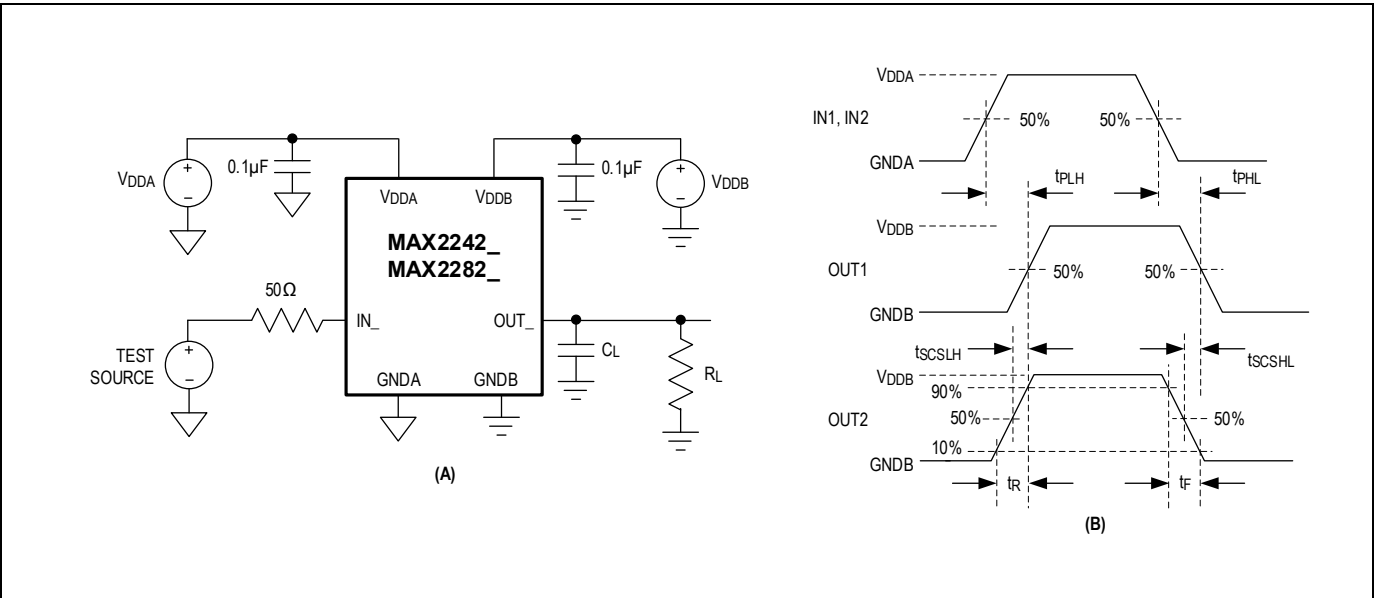 VDDA
0.1µF
VDDA
VDDB
0.1µF
VDDB
MAX2242_
MAX2282_
50Ω
IN_
OUT_
TEST
SOURCE
GNDA
GNDB
CL
RL
(A)
VDDA
IN1, IN2
50%
50%
GNDA
tPLH
tPHL
VDDB
OUT1
50%
50%
GNDB
tSCSLH
tSCSHL
VDDB
90%
OUT2
50%
50%
10%
GNDB
tR
tF
(B)